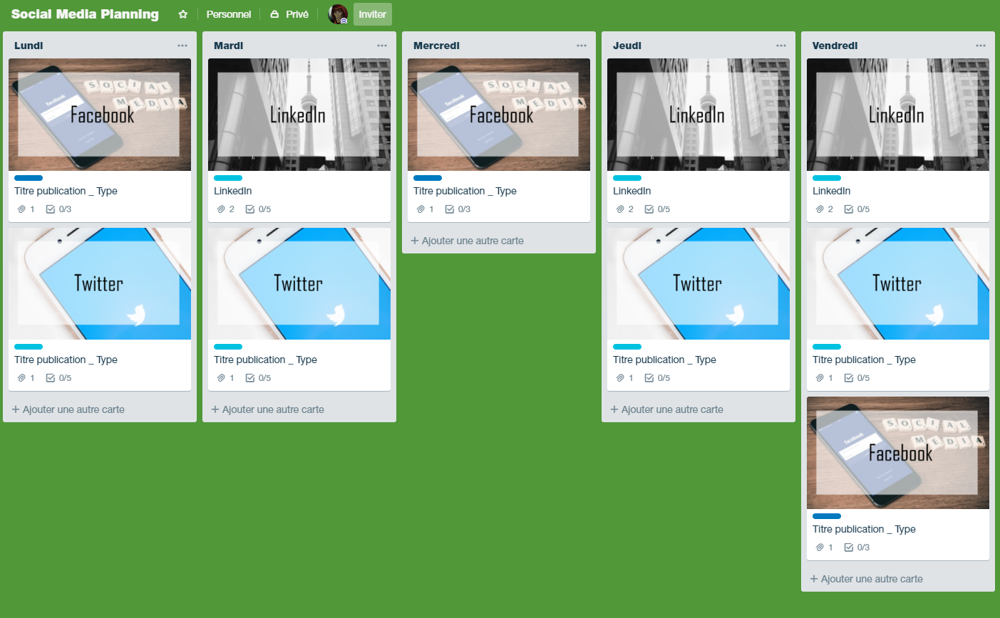 Social Media Planning
Personnel
Privé
Inviter
Lundi
facebook
SOCIAL
MEDIA
Facebook
Titre publication _ Type
1 0/3
Twitter
Titre publication _ Type
1 0/5
+ Ajouter une autre carte
Mardi
LinkedIn
LinkedIn
2 0/5
Twitter
Titre publication _ Type
1 0/5
+ Ajouter une autre carte
Mercredi
facebook
SOCIAL
MEDIA
Facebook
Titre publication _ Type
1 0/3
+ Ajouter une autre carte
Jeudi
LinkedIn
LinkedIn
2 0/5
Twitter
Titre publication _ Type
1 0/5
+ Ajouter une autre carte
Vendredi
LinkedIn
LinkedIn
2 0/5
Twitter
Titre publication _ Type
1 0/5
facebook
SOCIAL
MEDIA
Facebook
Titre publication _ Type
1 0/3
+ Ajouter une autre carte